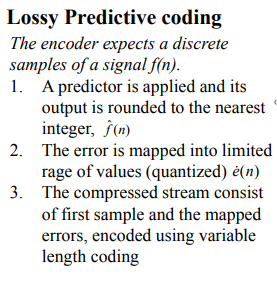 Lossy Predictive coding
The encoder expects a discrete
samples of a signal f(n).
1. A predictor is applied and its
output is rounded to the nearest
integer, f̂(n)
2. The error is mapped into limited
rage of values (quantized) ė(n)
3. The compressed stream consist
of first sample and the mapped
errors, encoded using variable
length coding